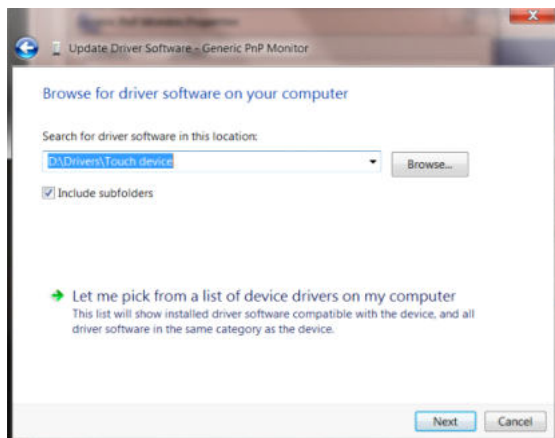 Update Driver Software - Generic PnP Monitor
Browse for driver software on your computer
Search for driver software in this location:
D:\Drivers\Touch device
Browse...
Include subfolders
Let me pick from a list of device drivers on my computer
This list will show installed driver software compatible with the device, and all
driver software in the same category as the device.
Next
Cancel